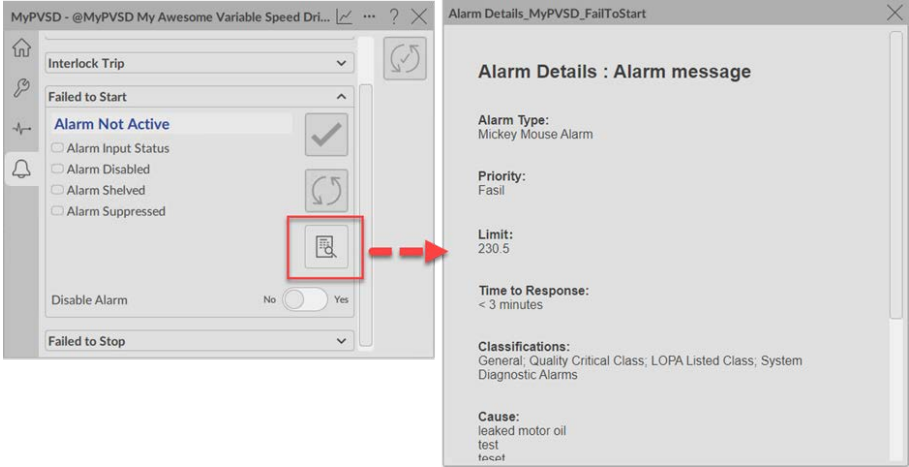 MyPVSD - @MyPVSD My Awesome Variable Speed Dri... ... ?
Interlock Trip
Failed to Start
Alarm Not Active
Alarm Input Status
Alarm Disabled
Alarm Shelved
Alarm Suppressed
Disable Alarm No Yes
Failed to Stop
Alarm Details_MyPVSD_FailToStart
Alarm Details : Alarm message
Alarm Type:
Mickey Mouse Alarm
Priority:
Fasil
Limit:
230.5
Time to Response:
< 3 minutes
Classifications:
General; Quality Critical Class; LOPA Listed Class; System
Diagnostic Alarms
Cause:
leaked motor oil
test
teset